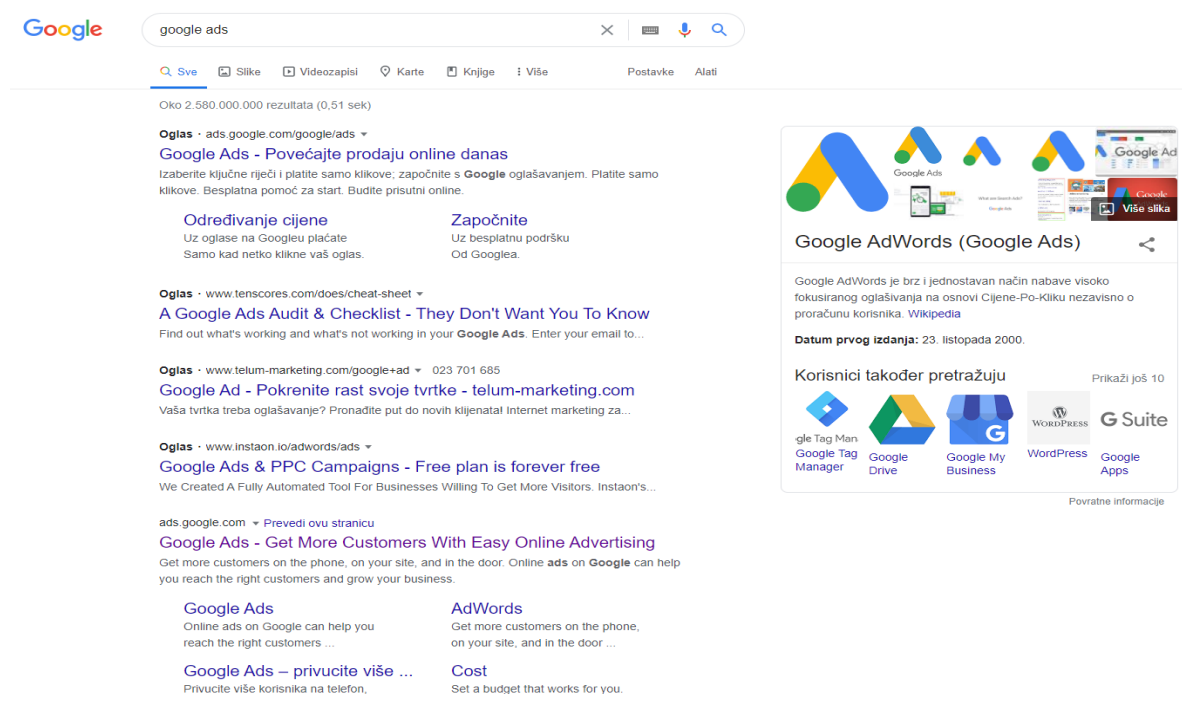 Google
google ads
Sve Slike Videozapisi Karte Knjige Više Postavke Alati
Oko 2.580.000.000 rezultata (0,51 sek)
Oglas · ads.google.com/google/ads
Google Ads - Povećajte prodaju online danas
Izaberite ključne riječi i platite samo klikove; započnite s Google oglašavanjem. Platite samo
klikove. Besplatna pomoć za start. Budite prisutni online.
Određivanje cijene
Uz oglase na Googleu plaćate
Samo kad netko klikne vaš oglas.
Započnite
Uz besplatnu podršku
Od Googlea.
Oglas · www.tenscores.com/does/cheat-sheet
A Google Ads Audit & Checklist - They Don't Want You To Know
Find out what's working and what's not working in your Google Ads. Enter your email to...
Oglas · www.telum-marketing.com/google+ad 023 701 685
Google Ad - Pokrenite rast svoje tvrtke - telum-marketing.com
Vaša tvrtka treba oglašavanje? Pronađite put do novih klijenata! Internet marketing za...
Oglas · www.instaon.io/adwords/ads
Google Ads & PPC Campaigns - Free plan is forever free
We Created A Fully Automated Tool For Businesses Willing To Get More Visitors. Instaon's...
ads.google.com Prevedi ovu stranicu
Google Ads - Get More Customers With Easy Online Advertising
Get more customers on the phone, on your site, and in the door. Online ads on Google can help
you reach the right customers and grow your business.
Google Ads
Online ads on Google can help you
reach the right customers ...
AdWords
Get more customers on the phone,
on your site, and in the door ...
Google Ads – privucite više ...
Privucite više korisnika na telefon,
Cost
Set a budget that works for you.
Google Ads
Google Ad
What are Search Ads?
Google Ads
Google
Više slika
Google AdWords (Google Ads)
Google AdWords je brz i jednostavan način nabave visoko
fokusiranog oglašivanja na osnovi Cijene-Po-Kliku nezavisno o
proračunu korisnika. Wikipedia
Datum prvog izdanja: 23. listopada 2000.
Korisnici također pretražuju
Prikaži još 10
gle Tag Man
Google Tag
Manager
Google
Drive
G
Google My
Business
WORDPRESS
WordPress
G Suite
Google
Apps
Povratne informacije